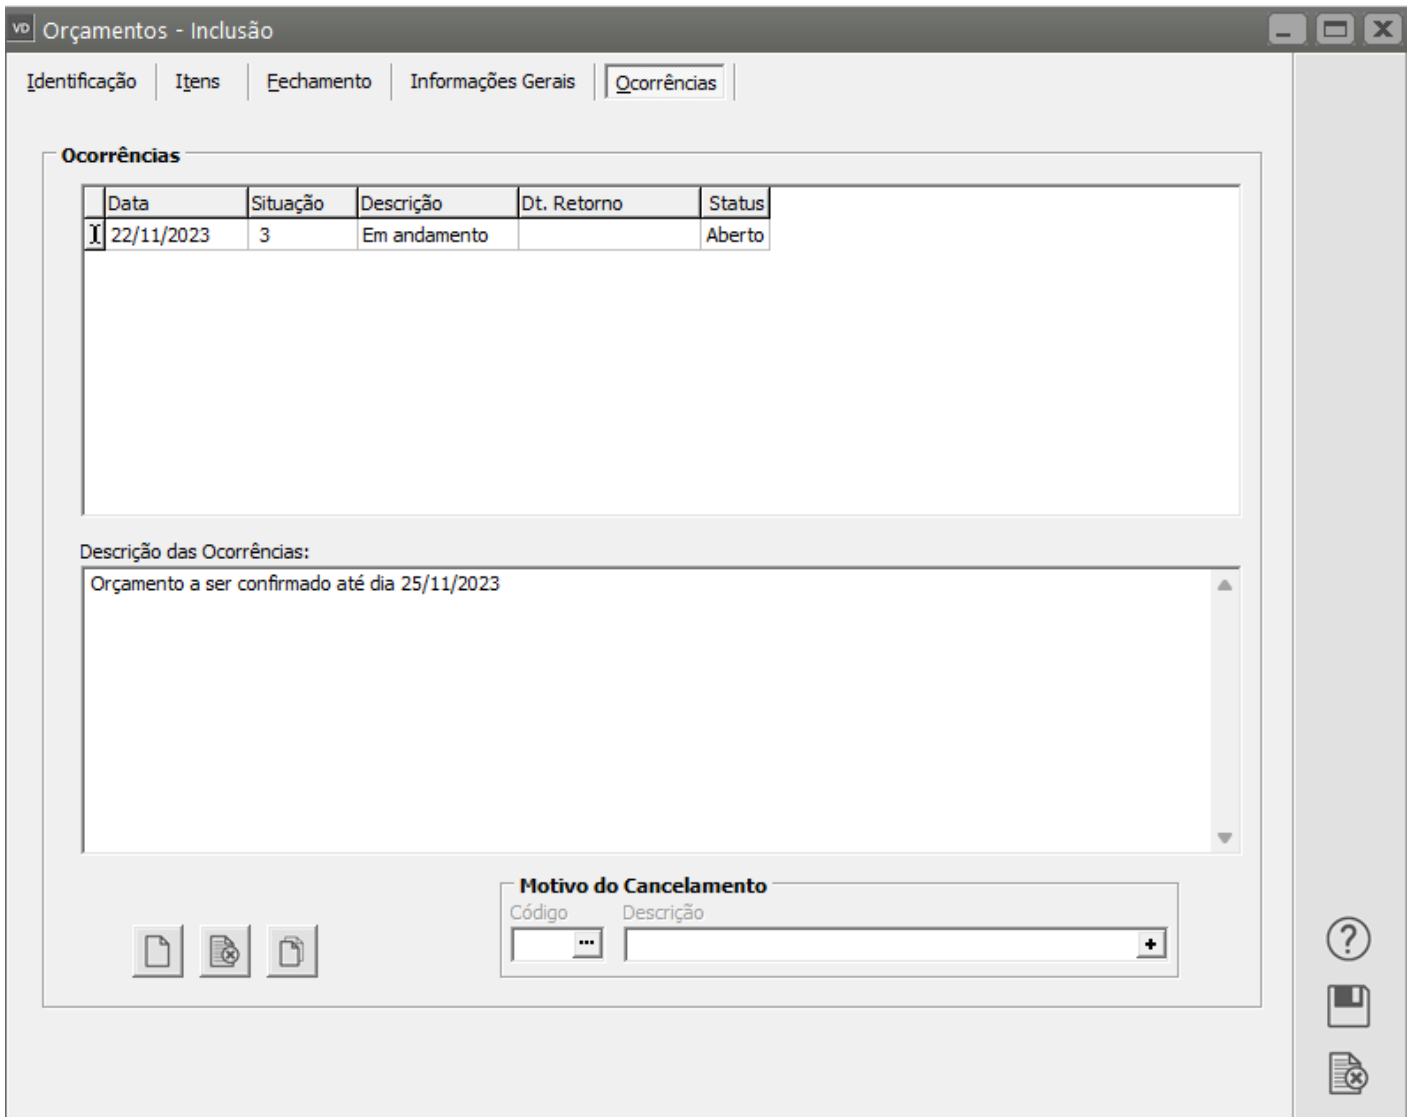 VD Orçamentos - Inclusão
Identificação Itens Fechamento Informações Gerais Ocorrências
Ocorrências
Data Situação Descrição Dt. Retorno Status
22/11/2023 3 Em andamento Aberto
Descrição das Ocorrências:
Orçamento a ser confirmado até dia 25/11/2023
Motivo do Cancelamento
Código Descrição